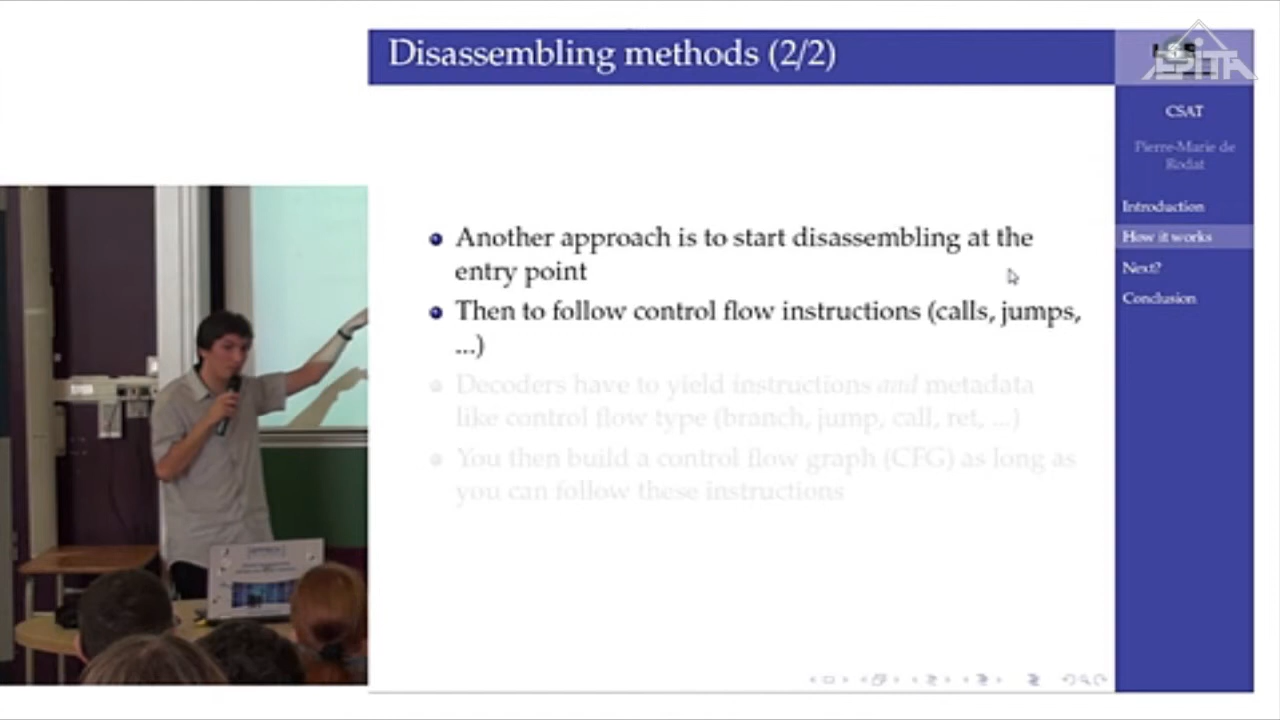 Disassembling methods (2/2)
EPITA
CSAT
Pierre-Marie de
Rodat
Introduction
How it works
Next?
Conclusion
Another approach is to start disassembling at the
entry point
Then to follow control flow instructions (calls, jumps,
...)
Decoders have to yield instructions and metadata
like control flow type (branch, jump, call, ret, ...)
You then build a control flow graph (CFG) as long as
you can follow these instructions